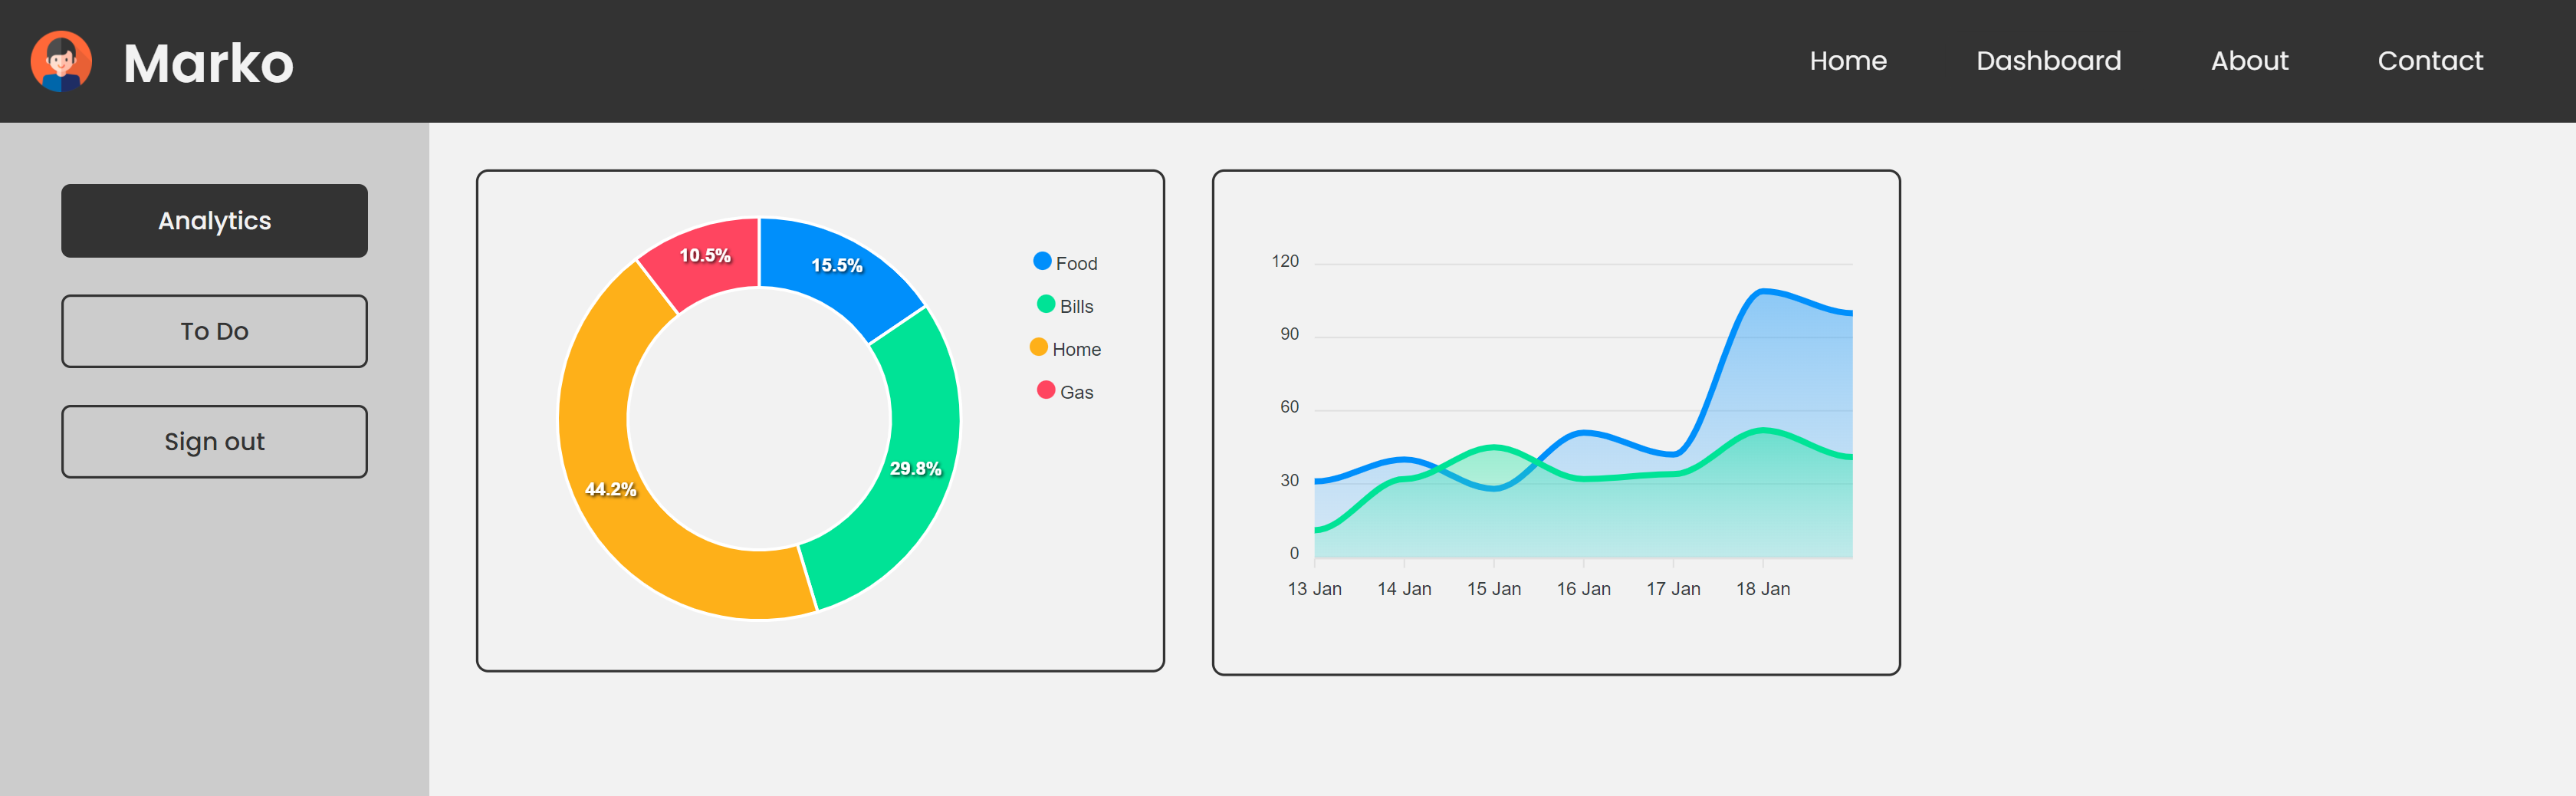 Marko
Home Dashboard About Contact
Analytics
To Do
Sign out
10.5%
15.5%
29.8%
44.2%
Food
Bills
Home
Gas
120
90
60
30
0
13 Jan 14 Jan 15 Jan 16 Jan 17 Jan 18 Jan